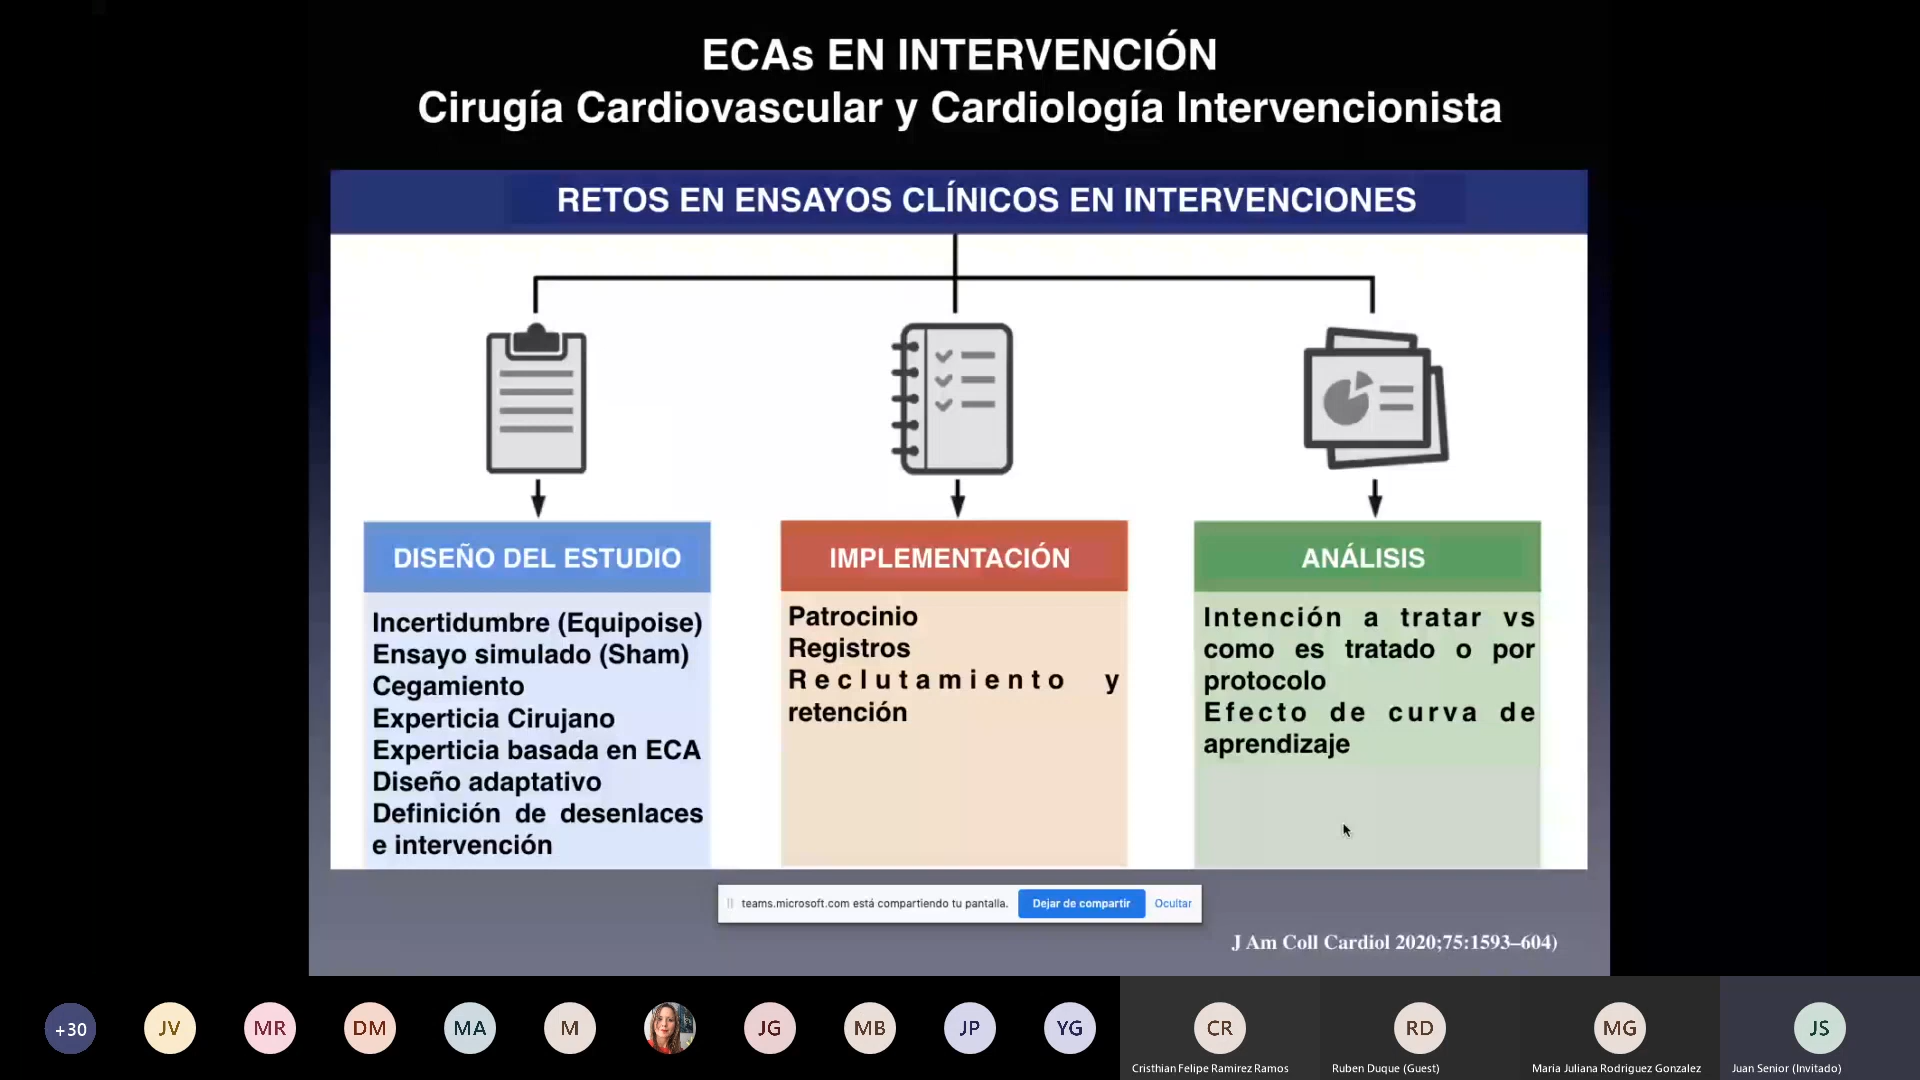 ECAs EN INTERVENCIÓN
Cirugía Cardiovascular y Cardiología Intervencionista
RETOS EN ENSAYOS CLÍNICOS EN INTERVENCIONES
DISEÑO DEL ESTUDIO
Incertidumbre (Equipoise)
Ensayo simulado (Sham)
Cegamiento
Experticia Cirujano
Experticia basada en ECA
Diseño adaptativo
Definición de desenlaces
e intervención
IMPLEMENTACIÓN
Patrocinio
Registros
Reclutamiento y
retención
ANÁLISIS
Intención a tratar vs
como es tratado o por
protocolo
Efecto de curva de
aprendizaje
teams.microsoft.com está compartiendo tu pantalla. Dejar de compartir Ocultar
J Am Coll Cardiol 2020;75:1593–604)
+30 JV MR DM MA M JG MB JP YG CR RD MG JS
Cristhian Felipe Ramirez Ramos Ruben Duque (Guest) Maria Juliana Rodriguez Gonzalez Juan Senior (Invitado)